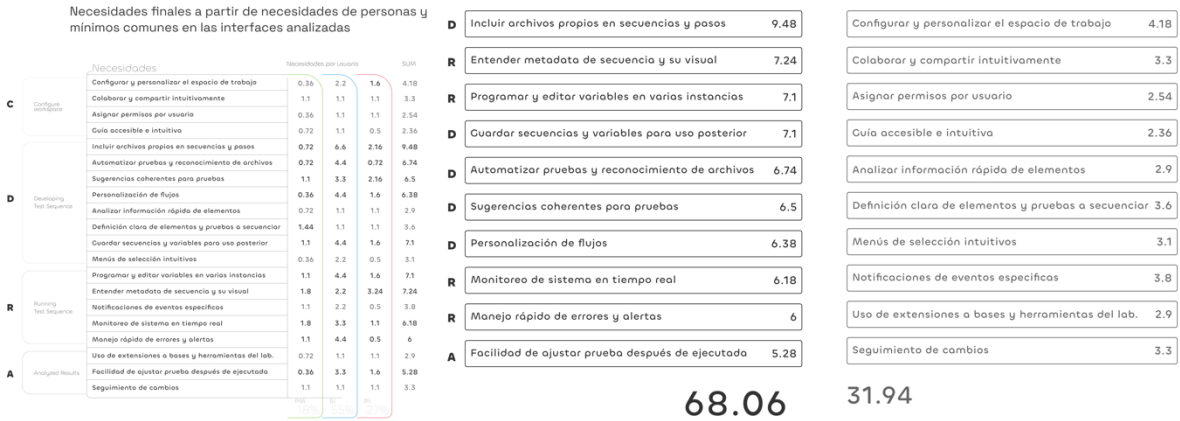 Necesidades finales a partir de necesidades de personas y
mínimos comunes en las interfaces analizadas
Necesidades Necesidades por usuario SUM
Configurar y personalizar el espacio de trabajo 0.36 2.2 1.6 4.18
C Configure workspace
Colaborar y compartir intuitivamente 1.1 1.1 1.1 3.3
Asignar permisos por usuario 0.36 1.1 1.1 2.54
Guía accesible e intuitiva 0.72 1.1 0.5 2.36
Incluir archivos propios en secuencias y pasos 0.72 6.6 2.16 9.48
Automatizar pruebas y reconocimiento de archivos 0.72 4.4 0.72 6.74
Sugerencias coherentes para pruebas 1.1 3.3 2.16 6.5
D Developing Test Sequence
Personalización de flujos 0.36 4.4 1.6 6.38
Analizar información rápida de elementos 0.72 1.1 1.1 2.9
Definición clara de elementos y pruebas a secuenciar 1.44 1.1 1.1 3.6
Guardar secuencias y variables para uso posterior 1.1 4.4 1.6 7.1
Menús de selección intuitivos 0.36 2.2 0.5 3.1
Programar y editar variables en varias instancias 1.1 4.4 1.6 7.1
Entender metadata de secuencia y su visual 1.8 2.2 3.24 7.24
R Running Test Sequence
Notificaciones de eventos específicas 1.1 2.2 0.5 3.8
Monitoreo de sistema en tiempo real 1.8 3.3 1.1 6.18
Manejo rápido de errores y alertas 1.1 4.4 0.5 6
Uso de extensiones a bases y herramientas del lab. 0.72 1.1 1.1 2.9
A Analyzed Results
Facilidad de ajustar prueba después de ejecutada 0.36 3.3 1.6 5.28
Seguimiento de cambios 1.1 1.1 1.1 3.3
18% 55% 27%
D Incluir archivos propios en secuencias y pasos 9.48
R Entender metadata de secuencia y su visual 7.24
R Programar y editar variables en varias instancias 7.1
D Guardar secuencias y variables para uso posterior 7.1
D Automatizar pruebas y reconocimiento de archivos 6.74
D Sugerencias coherentes para pruebas 6.5
D Personalización de flujos 6.38
R Monitoreo de sistema en tiempo real 6.18
R Manejo rápido de errores y alertas 6
A Facilidad de ajustar prueba después de ejecutada 5.28
68.06
Configurar y personalizar el espacio de trabajo 4.18
Colaborar y compartir intuitivamente 3.3
Asignar permisos por usuario 2.54
Guía accesible e intuitiva 2.36
Analizar información rápida de elementos 2.9
Definición clara de elementos y pruebas a secuenciar 3.6
Menús de selección intuitivos 3.1
Notificaciones de eventos específicas 3.8
Uso de extensiones a bases y herramientas del lab. 2.9
Seguimiento de cambios 3.3
31.94